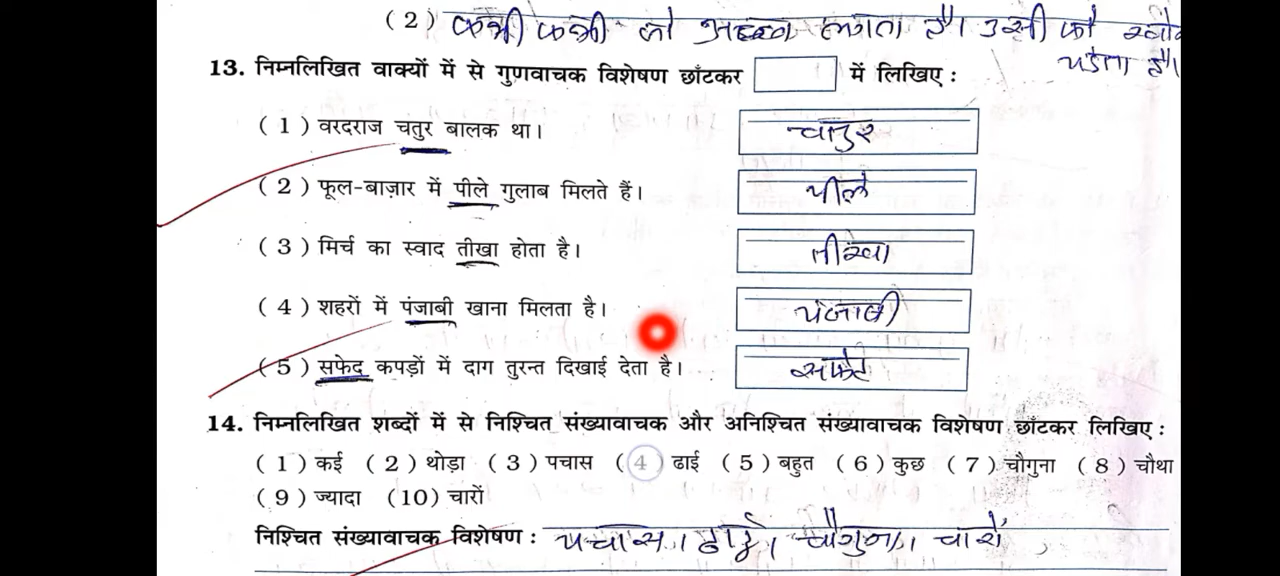 (2) कभी कभी जो अच्छा लगता है। उसी को
पड़ता है।
13. निम्नलिखित वाक्यों में से गुणवाचक विशेषण छाँटकर में लिखिए :
(1) वरदराज चतुर बालक था। चातुर
(2) फूल-बाज़ार में पीले गुलाब मिलते हैं। पीले
(3) मिर्च का स्वाद तीखा होता है। तीखा
(4) शहरों में पंजाबी खाना मिलता है। पंजाबी
(5) सफेद कपड़ों में दाग तुरन्त दिखाई देता है। सफेद
14. निम्नलिखित शब्दों में से निश्चित संख्यावाचक और अनिश्चित संख्यावाचक विशेषण छाँटकर लिखिए :
(1) कई (2) थोड़ा (3) पचास (4) ढाई (5) बहुत (6) कुछ (7) चौगुना (8) चौथा
(9) ज्यादा (10) चारों
निश्चित संख्यावाचक विशेषण : पचास। ढाई। चौगुना। चारों,